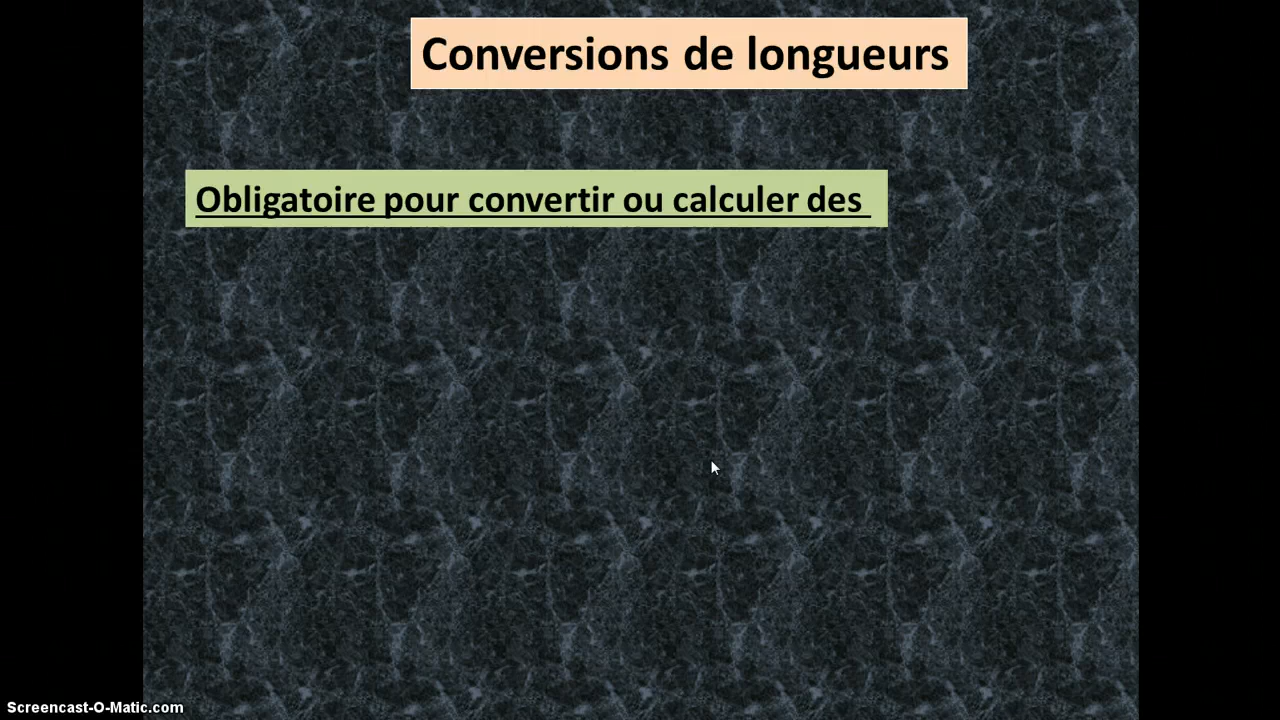 Conversions de longueurs
Obligatoire pour convertir ou calculer des
Screencast-O-Matic.com